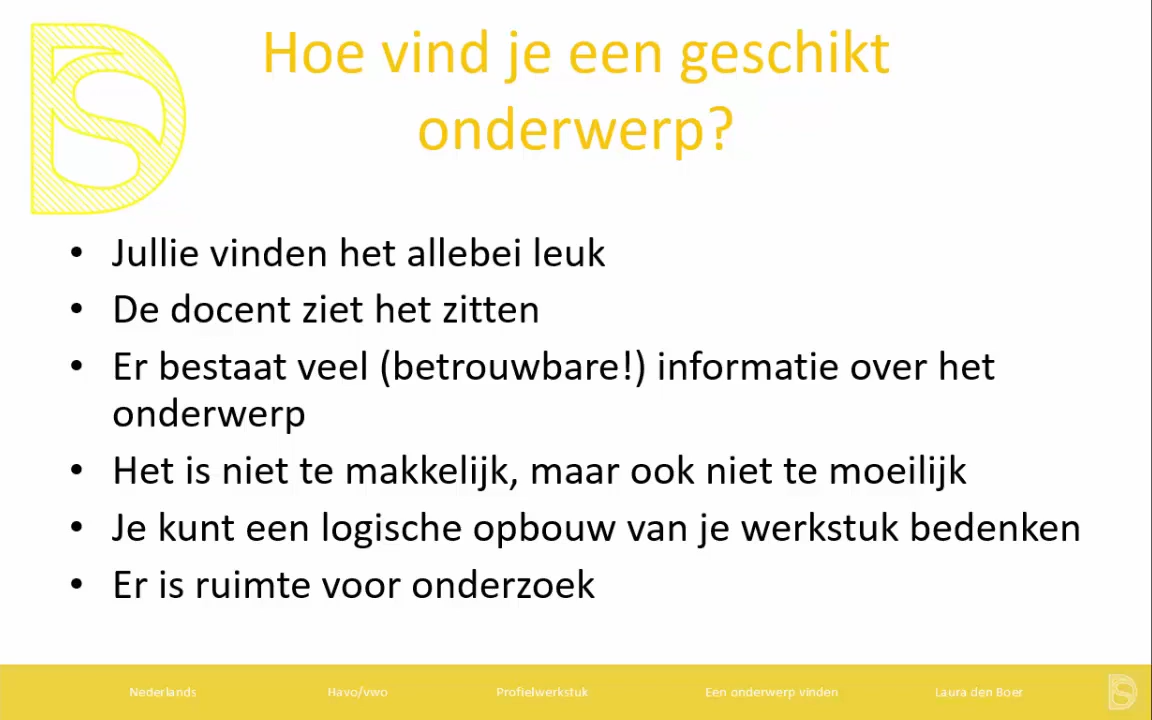 Hoe vind je een geschikt
onderwerp?
• Jullie vinden het allebei leuk
• De docent ziet het zitten
• Er bestaat veel (betrouwbare!) informatie over het
onderwerp
• Het is niet te makkelijk, maar ook niet te moeilijk
• Je kunt een logische opbouw van je werkstuk bedenken
• Er is ruimte voor onderzoek
Nederlands Havo/vwo Profielwerkstuk Een onderwerp vinden Laura den Boer